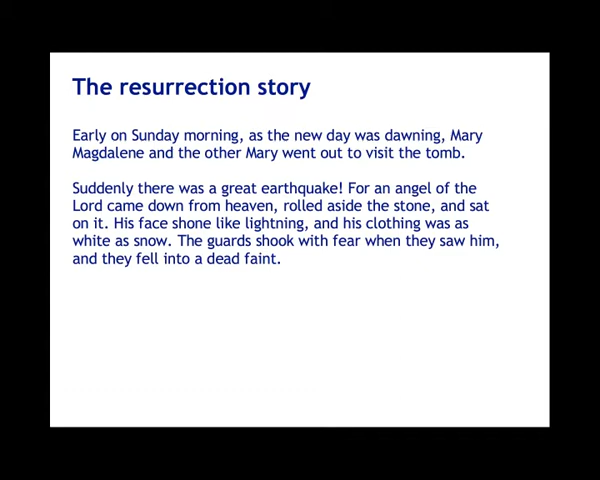 The resurrection story
Early on Sunday morning, as the new day was dawning, Mary
Magdalene and the other Mary went out to visit the tomb.
Suddenly there was a great earthquake! For an angel of the
Lord came down from heaven, rolled aside the stone, and sat
on it. His face shone like lightning, and his clothing was as
white as snow. The guards shook with fear when they saw him,
and they fell into a dead faint.